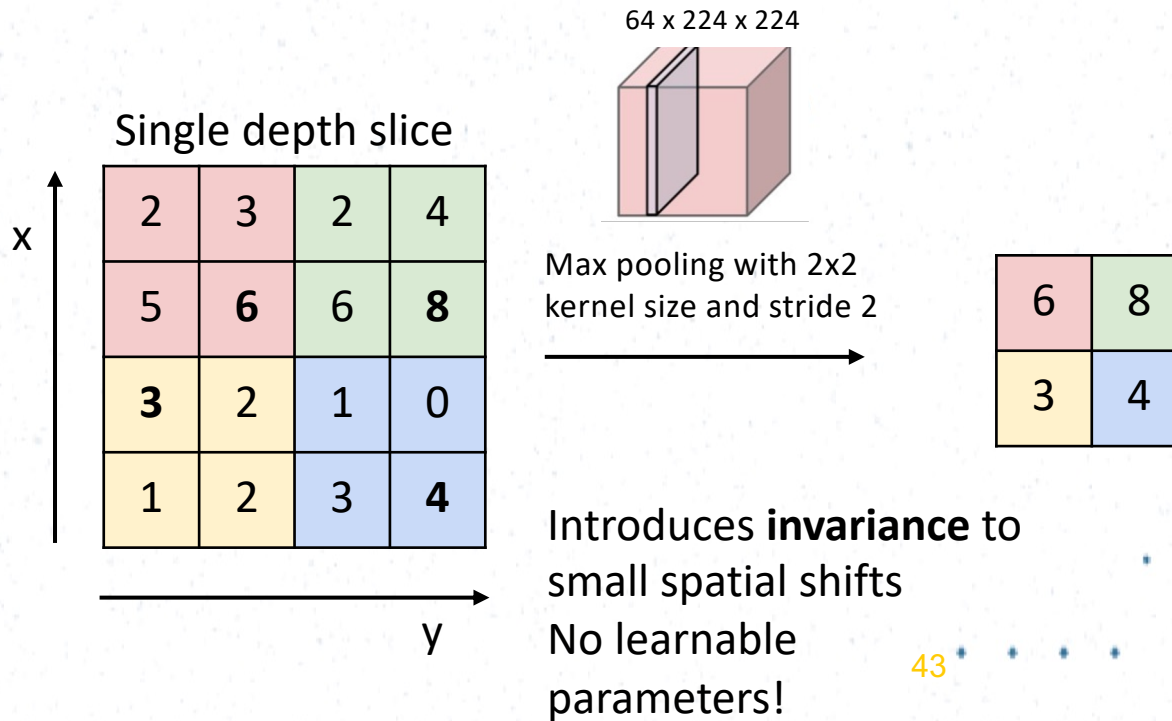 64 x 224 x 224
Single depth slice
x
2 3 2 4
5 6 6 8
3 2 1 0
1 2 3 4
y
Max pooling with 2x2
kernel size and stride 2
6 8
3 4
Introduces invariance to
small spatial shifts
No learnable
parameters!
43